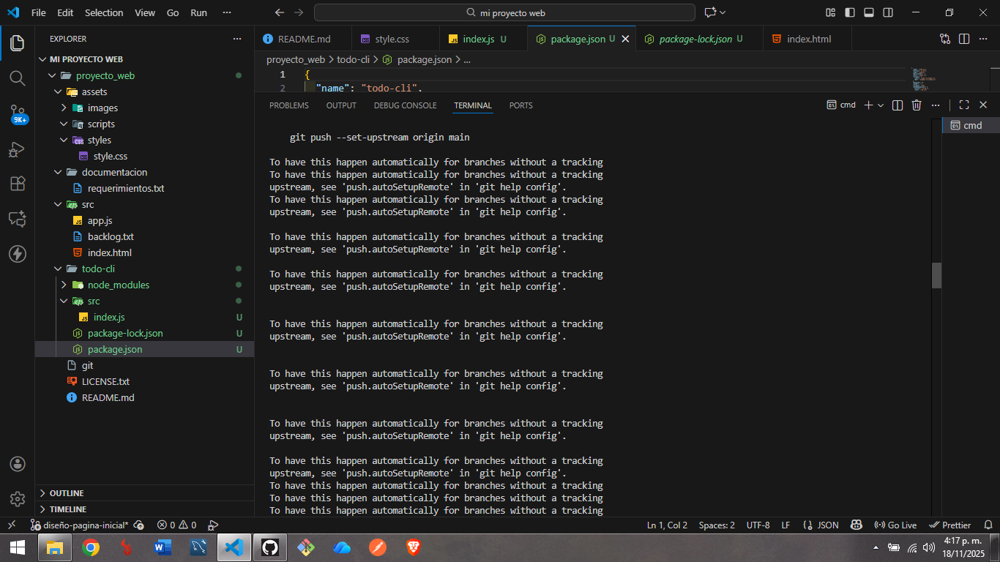 File Edit Selection View Go Run ··· mi proyecto web
EXPLORER ···
README.md style.css index.js U package.json U package-lock.json U index.html ···
MI PROYECTO WEB
proyecto_web
assets
images
scripts
styles
style.css
documentacion
requerimientos.txt
src
app.js
backlog.txt
index.html
todo-cli
node_modules
src
index.js U
package-lock.json U
package.json U
git
LICENSE.txt
README.md
OUTLINE
TIMELINE
9K+
proyecto_web > todo-cli > package.json > ...
1 {
2 "name": "todo-cli",
PROBLEMS OUTPUT DEBUG CONSOLE TERMINAL PORTS cmd ···
cmd
git push --set-upstream origin main
To have this happen automatically for branches without a tracking
To have this happen automatically for branches without a tracking
upstream, see 'push.autoSetupRemote' in 'git help config'.
To have this happen automatically for branches without a tracking
upstream, see 'push.autoSetupRemote' in 'git help config'.
To have this happen automatically for branches without a tracking
upstream, see 'push.autoSetupRemote' in 'git help config'.
To have this happen automatically for branches without a tracking
upstream, see 'push.autoSetupRemote' in 'git help config'.
To have this happen automatically for branches without a tracking
upstream, see 'push.autoSetupRemote' in 'git help config'.
To have this happen automatically for branches without a tracking
upstream, see 'push.autoSetupRemote' in 'git help config'.
To have this happen automatically for branches without a tracking
upstream, see 'push.autoSetupRemote' in 'git help config'.
To have this happen automatically for branches without a tracking
upstream, see 'push.autoSetupRemote' in 'git help config'.
To have this happen automatically for branches without a tracking
To have this happen automatically for branches without a tracking
To have this happen automatically for branches without a tracking
diseño-pagina-inicial* 0 0 Ln 1, Col 2 Spaces: 2 UTF-8 LF {} JSON Go Live Prettier
4:17 p. m.
18/11/2025